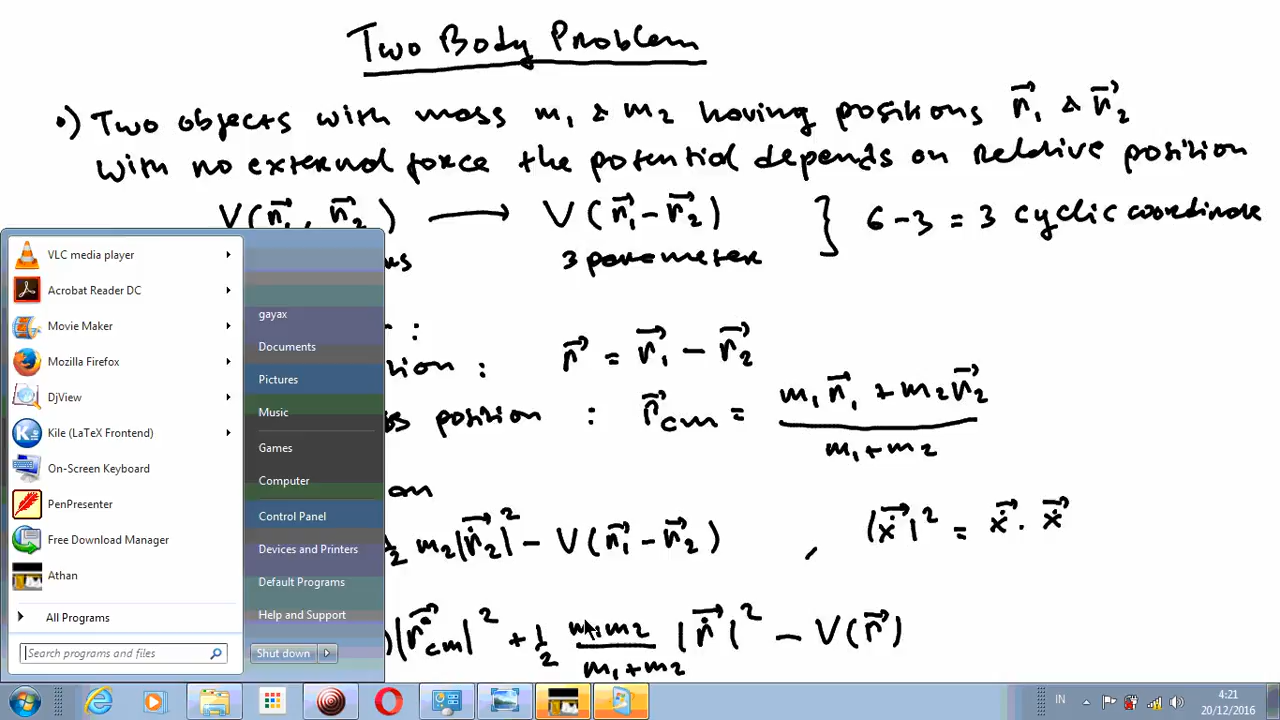 Two Body Problem
•) Two objects with mass m₁ & m₂ having positions r⃗₁ & r⃗₂
with no external force the potential depends on relative position
V(r⃗₁, r⃗₂) → V(r⃗₁ - r⃗₂) } 6 - 3 = 3 cyclic coordinate
3 parameter
:
: r⃗ = r⃗₁ - r⃗₂
position : r⃗cm = (m₁r⃗₁ + m₂r⃗₂) / (m₁ + m₂)
½ m₂|ṙ⃗₂|² - V(r⃗₁ - r⃗₂) , |ẋ⃗|² = ẋ⃗ . ẋ⃗
)|ṙ⃗cm|² + ½ (m₁m₂)/(m₁+m₂) |ṙ⃗|² - V(r⃗)
VLC media player
Acrobat Reader DC
Movie Maker
Mozilla Firefox
DjView
Kile (LaTeX Frontend)
On-Screen Keyboard
PenPresenter
Free Download Manager
Athan
All Programs
Search programs and files
gayax
Documents
Pictures
Music
Games
Computer
Control Panel
Devices and Printers
Default Programs
Help and Support
Shut down
IN
4:21
20/12/2016